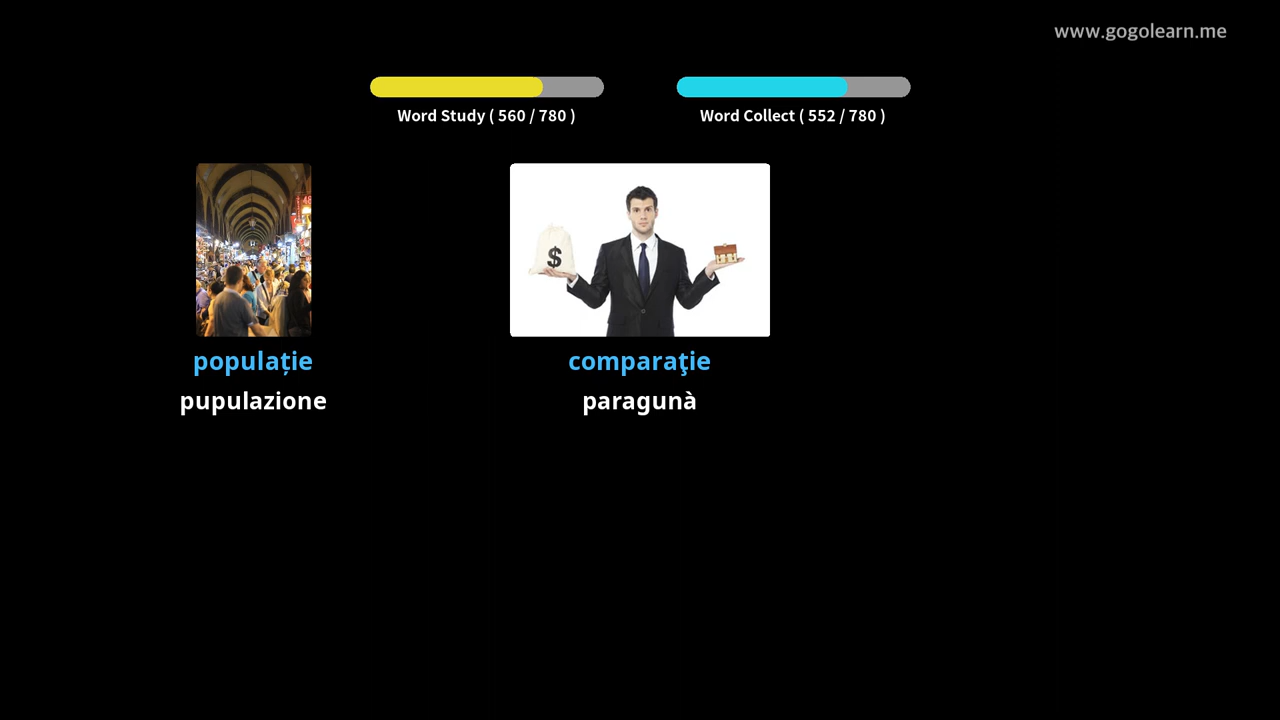 www.gogolearn.me
Word Study ( 560 / 780 )
Word Collect ( 552 / 780 )
$
populație
comparaţie
pupulazione
paragunà